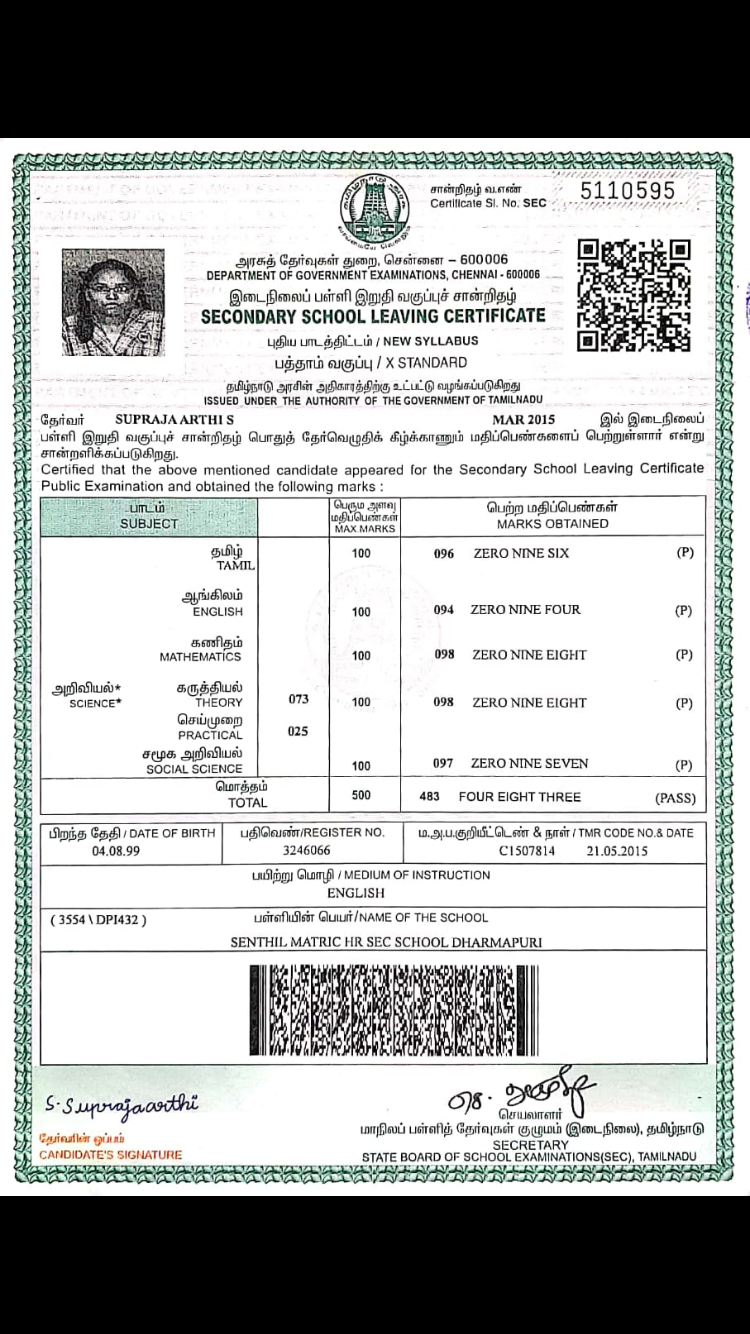 சான்றிதழ் வ.எண்
Certificate Sl. No. SEC 5110595
அரசுத் தேர்வுகள் துறை, சென்னை – 600006
DEPARTMENT OF GOVERNMENT EXAMINATIONS, CHENNAI - 600006
இடைநிலைப் பள்ளி இறுதி வகுப்புச் சான்றிதழ்
SECONDARY SCHOOL LEAVING CERTIFICATE
புதிய பாடத்திட்டம் / NEW SYLLABUS
பத்தாம் வகுப்பு / X STANDARD
தமிழ்நாடு அரசின் அதிகாரத்திற்கு உட்பட்டு வழங்கப்படுகிறது
ISSUED UNDER THE AUTHORITY OF THE GOVERNMENT OF TAMILNADU
தேர்வர் SUPRAJA ARTHI S MAR 2015 இல் இடைநிலைப்
பள்ளி இறுதி வகுப்புச் சான்றிதழ் பொதுத் தேர்வெழுதிக் கீழ்க்காணும் மதிப்பெண்களைப் பெற்றுள்ளார் என்று
சான்றளிக்கப்படுகிறது.
Certified that the above mentioned candidate appeared for the Secondary School Leaving Certificate
Public Examination and obtained the following marks :
பாடம்
SUBJECT
பெரும அளவு
மதிப்பெண்கள்
MAX.MARKS
பெற்ற மதிப்பெண்கள்
MARKS OBTAINED
தமிழ்
TAMIL 100 096 ZERO NINE SIX (P)
ஆங்கிலம்
ENGLISH 100 094 ZERO NINE FOUR (P)
கணிதம்
MATHEMATICS 100 098 ZERO NINE EIGHT (P)
அறிவியல்* கருத்தியல்
SCIENCE* THEORY 073 100 098 ZERO NINE EIGHT (P)
செய்முறை
PRACTICAL 025
சமூக அறிவியல்
SOCIAL SCIENCE 100 097 ZERO NINE SEVEN (P)
மொத்தம்
TOTAL 500 483 FOUR EIGHT THREE (PASS)
பிறந்த தேதி / DATE OF BIRTH
04.08.99
பதிவெண்/REGISTER NO.
3246066
ம.அ.ப.குறியீட்டெண் & நாள் / TMR CODE NO.& DATE
C1507814 21.05.2015
பயிற்று மொழி / MEDIUM OF INSTRUCTION
ENGLISH
( 3554 \ DPI432 ) பள்ளியின் பெயர்/NAME OF THE SCHOOL
SENTHIL MATRIC HR SEC SCHOOL DHARMAPURI
S. Suprajaarthi
தேர்வரின் ஒப்பம்
CANDIDATE'S SIGNATURE
செயலாளர்
மாநிலப் பள்ளித் தேர்வுகள் குழுமம் (இடைநிலை), தமிழ்நாடு
SECRETARY
STATE BOARD OF SCHOOL EXAMINATIONS(SEC), TAMILNADU